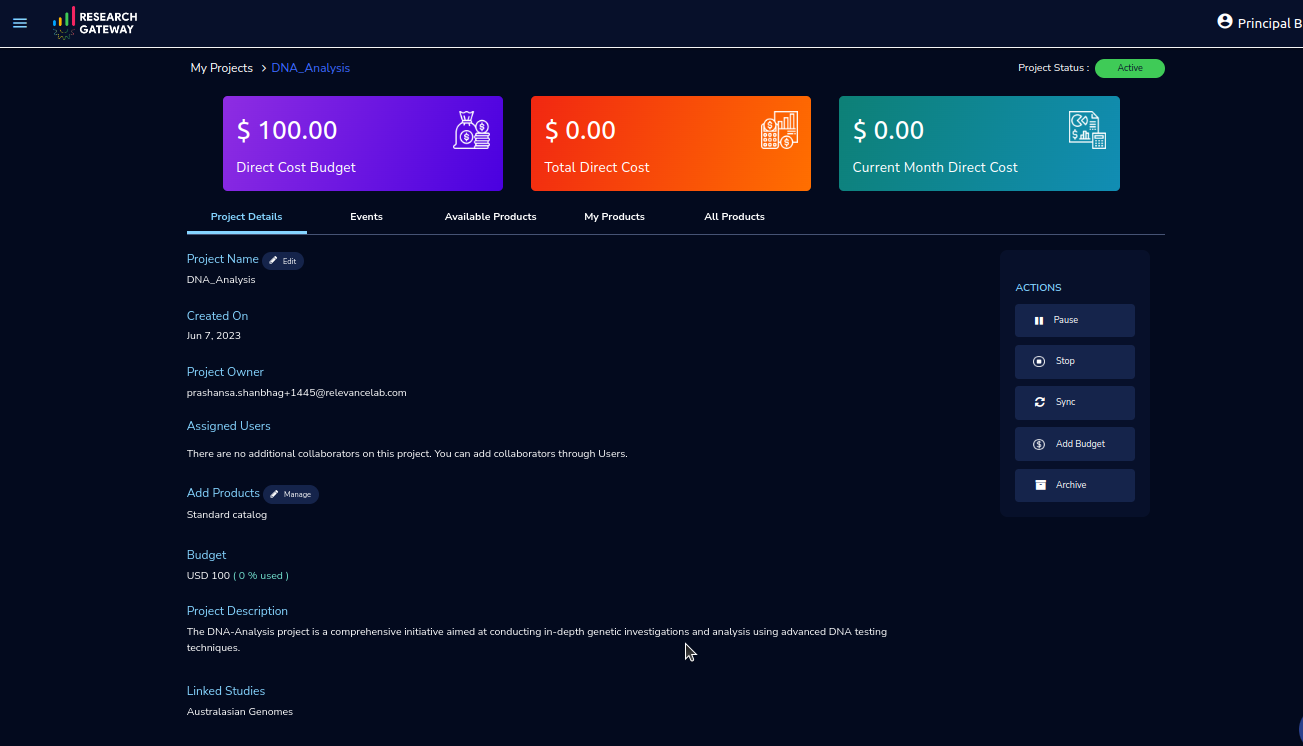 RESEARCH
GATEWAY
Principal B
My Projects > DNA_Analysis
Project Status : Active
$ 100.00
Direct Cost Budget
$ 0.00
Total Direct Cost
$ 0.00
Current Month Direct Cost
Project Details Events Available Products My Products All Products
Project Name Edit
DNA_Analysis
Created On
Jun 7, 2023
Project Owner
prashansa.shanbhag+1445@relevancelab.com
Assigned Users
There are no additional collaborators on this project. You can add collaborators through Users.
Add Products Manage
Standard catalog
Budget
USD 100 ( 0 % used )
Project Description
The DNA-Analysis project is a comprehensive initiative aimed at conducting in-depth genetic investigations and analysis using advanced DNA testing
techniques.
Linked Studies
Australasian Genomes
ACTIONS
Pause
Stop
Sync
Add Budget
Archive